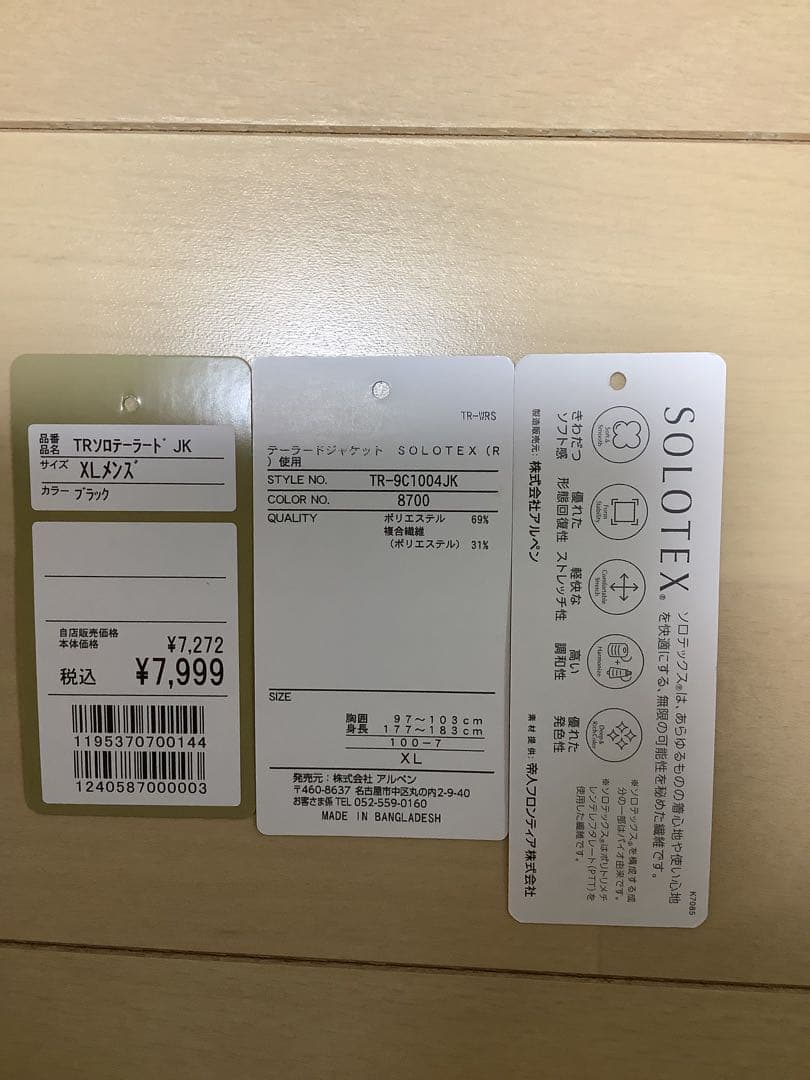 品番
品名 TRソロテーラード JK
サイズ XLメンズ
カラー ブラック
自店販売価格
本体価格 ¥7,272
税込 ¥7,999
1195370700144
1240587000003
TR-WRS
テーラードジャケット SOLOTEX(R
)使用
STYLE NO. TR-9C1004JK
COLOR NO. 8700
QUALITY ポリエステル 69%
複合繊維
(ポリエステル) 31%
SIZE
胸囲 97〜103cm
身長 177〜183cm
100-7
XL
発売元：株式会社 アルペン
〒460-8637 名古屋市中区丸の内2-9-40
お客さま係 TEL 052-559-0160
MADE IN BANGLADESH
SOLOTEX®
ソロテックス®は、あらゆるものの着心地や使い心地
を快適にする、無限の可能性を秘めた繊維です。
Soft & Smooth
きわだつ
ソフト感
Form Stability
優れた
形態回復性
Comfortable Stretch
軽快な
ストレッチ性
Harmonize
高い
調和性
Deep & Rich Color
優れた
発色性
※ソロテックス®を構成する成
分の一部はバイオ由来です。
※ソロテックス®はポリトリメチ
レンテレフタレート(PTT)を
使用した繊維です。
製造販売元：株式会社アルペン
素材提供：帝人フロンティア株式会社
K7085